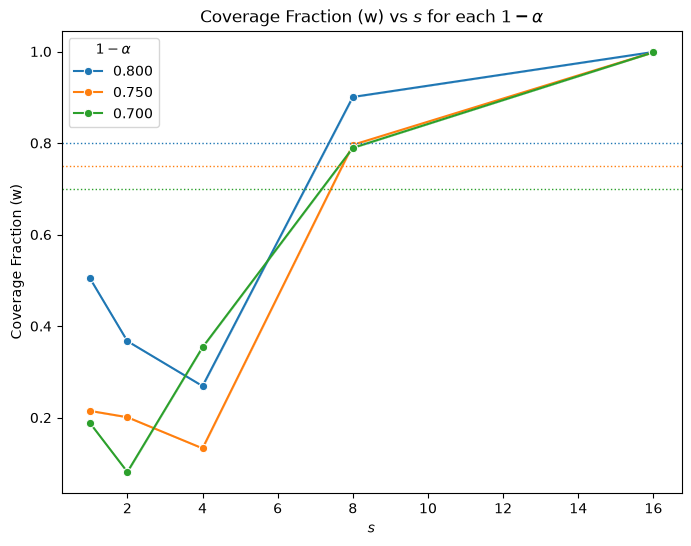 Coverage Fraction (w) vs s for each 1 − α
1 − α
0.800
0.750
0.700
Coverage Fraction (w)
1.0
0.8
0.6
0.4
0.2
2 4 6 8 10 12 14 16
s